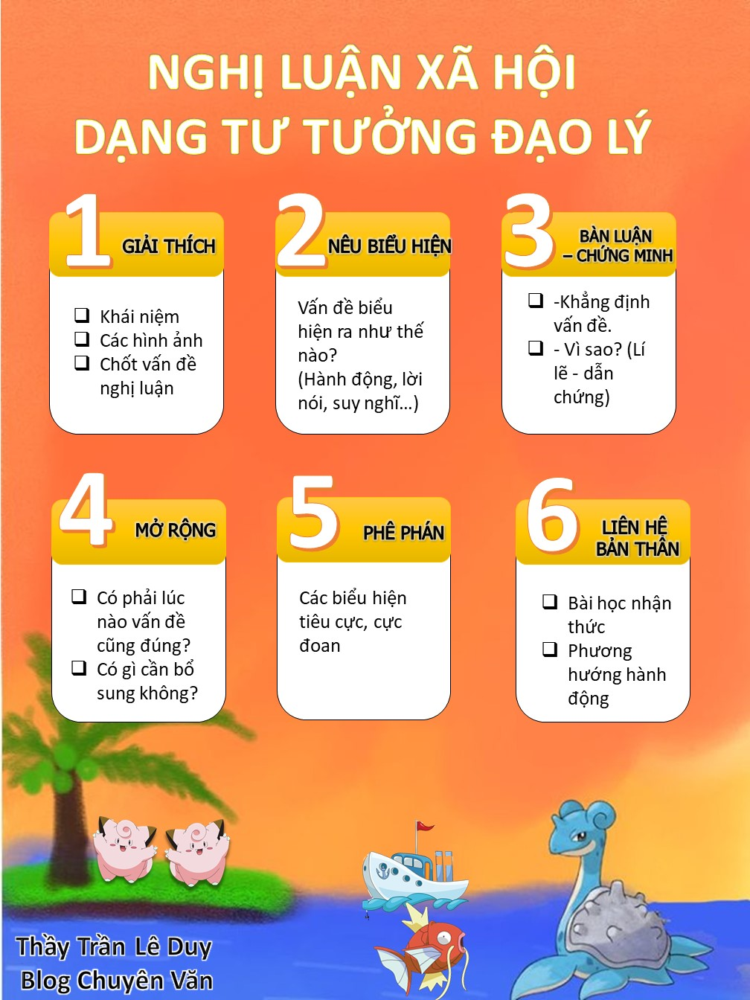 NGHỊ LUẬN XÃ HỘI
DẠNG TƯ TƯỞNG ĐẠO LÝ
1
GIẢI THÍCH
Khái niệm
Các hình ảnh
Chốt vấn đề
nghị luận
2
NÊU BIỂU HIỆN
Vấn đề biểu
hiện ra như thế
nào?
(Hành động, lời
nói, suy nghĩ...)
3
BÀN LUẬN
– CHỨNG MINH
-Khẳng định
vấn đề.
- Vì sao? (Lí
lẽ - dẫn
chứng)
4
MỞ RỘNG
Có phải lúc
nào vấn đề
cũng đúng?
Có gì cần bổ
sung không?
5
PHÊ PHÁN
Các biểu hiện
tiêu cực, cực
đoan
6
LIÊN HỆ
BẢN THÂN
Bài học nhận
thức
Phương
hướng hành
động
Thầy Trần Lê Duy
Blog Chuyên Văn